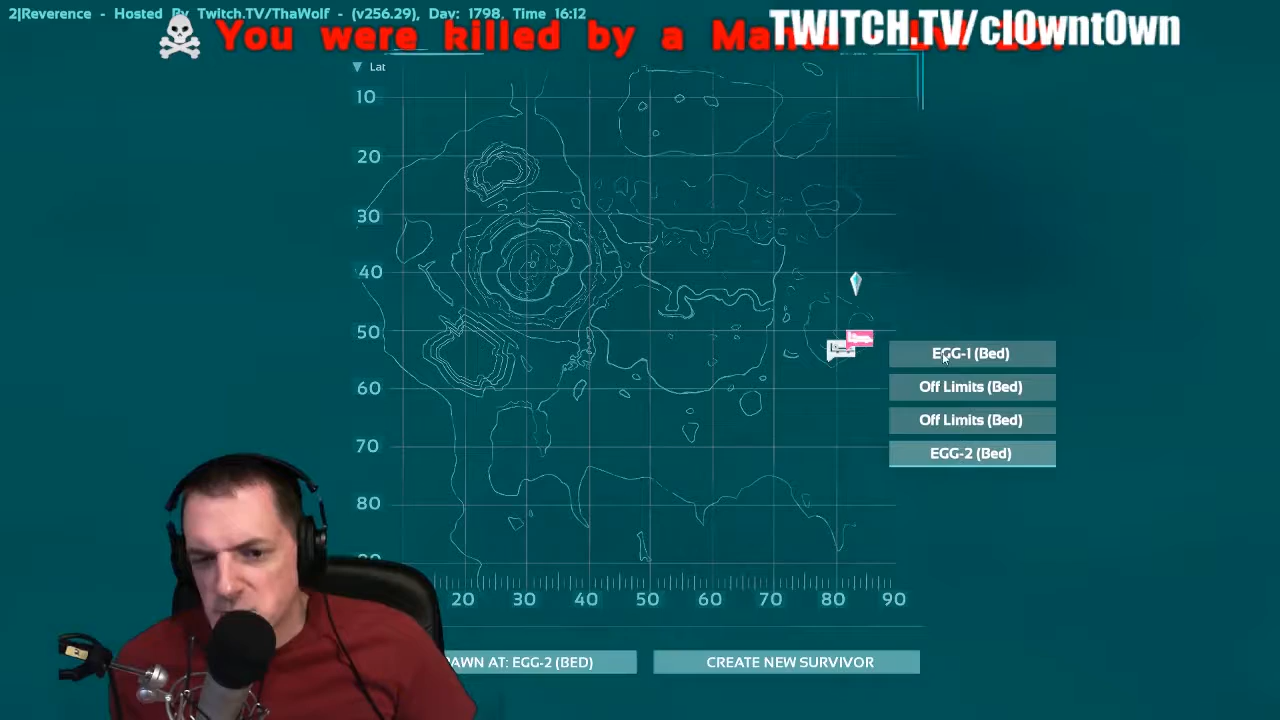 2|Reverence - Hosted By Twitch.TV/ThaWolf - (v256.29), Day: 1798, Time 16:12
TWITCH.TV/cl0wnt0wn
You were killed by a
Lat
10
20
30
40
50
60
70
80
20 30 40 50 60 70 80 90
EGG-1 (Bed)
Off Limits (Bed)
Off Limits (Bed)
EGG-2 (Bed)
AT: EGG-2 (BED)
CREATE NEW SURVIVOR